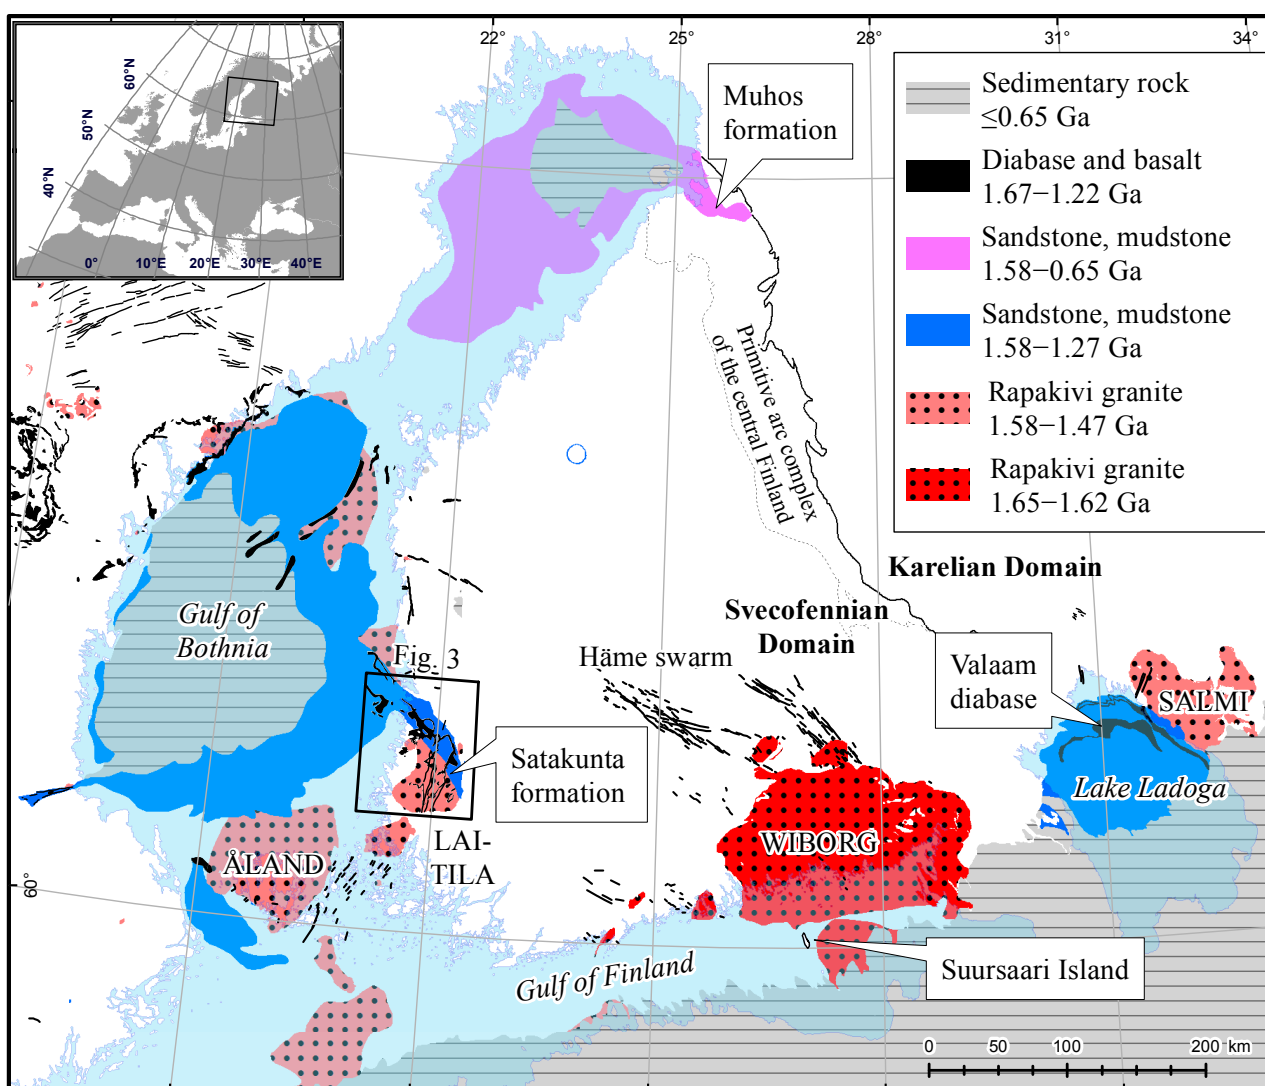 22°
25°
28°
31°
34°
60°N
50°N
40°N
0°
10°E
20°E
30°E
40°E
Muhos
formation
Sedimentary rock
≤0.65 Ga
Diabase and basalt
1.67−1.22 Ga
Sandstone, mudstone
1.58−0.65 Ga
Sandstone, mudstone
1.58−1.27 Ga
Rapakivi granite
1.58−1.47 Ga
Rapakivi granite
1.65−1.62 Ga
Primitive arc complex
of the central Finland
Karelian Domain
Svecofennian
Domain
Gulf of
Bothnia
Fig. 3
Häme swarm
Valaam
diabase
SALMI
Satakunta
formation
Lake Ladoga
WIBORG
LAI-
TILA
ÅLAND
60°
Gulf of Finland
Suursaari Island
0 50 100 200 km